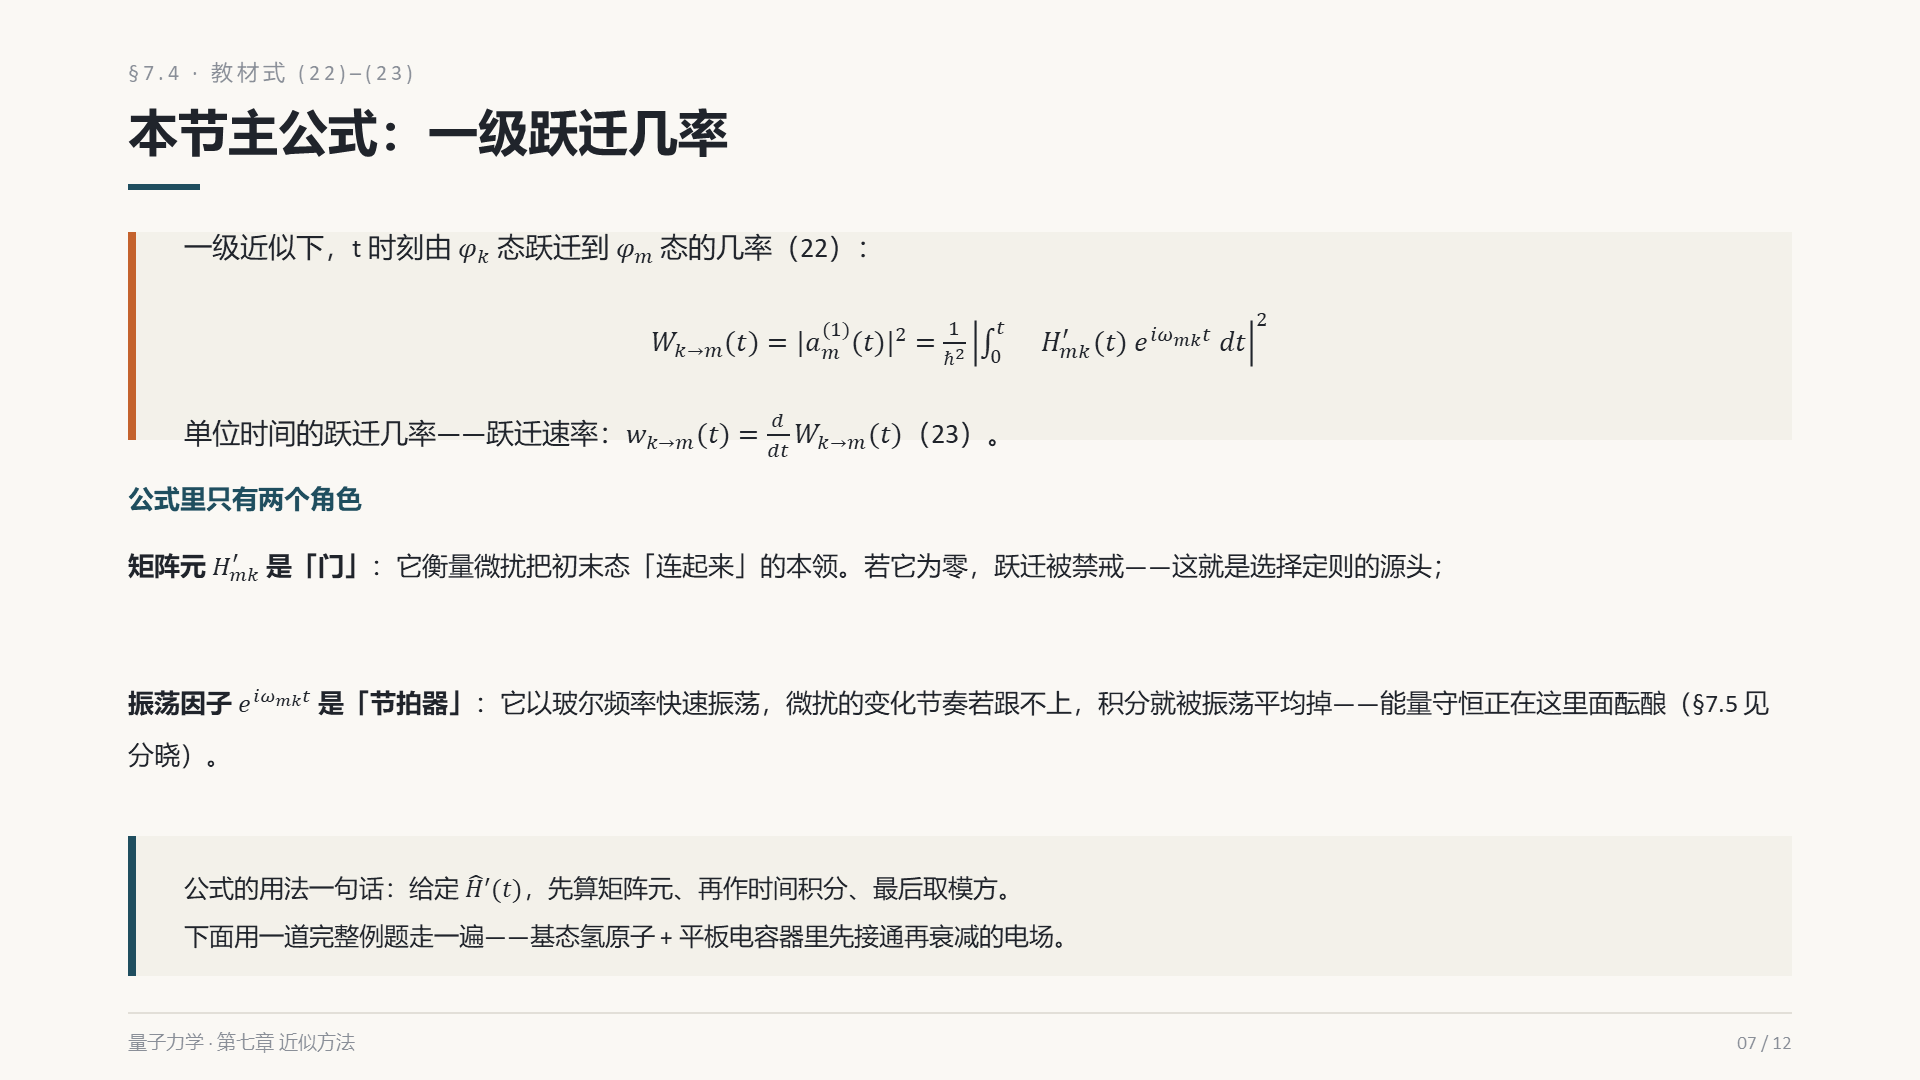 §7.4 · 教材式 (22)–(23)
本节主公式：一级跃迁几率
一级近似下，t 时刻由 φₖ 态跃迁到 φₘ 态的几率（22）：
W_{k→m}(t) = |a_m^{(1)}(t)|² = \frac{1}{ℏ²} |∫₀^t H'_{mk}(t) e^{iω_{mk}t} dt|²
单位时间的跃迁几率——跃迁速率：w_{k→m}(t) = \frac{d}{dt} W_{k→m}(t)（23）。
公式里只有两个角色
矩阵元 H'_{mk} 是「门」：它衡量微扰把初末态「连起来」的本领。若它为零，跃迁被禁戒——这就是选择定则的源头；
振荡因子 e^{iω_{mk}t} 是「节拍器」：它以玻尔频率快速振荡，微扰的变化节奏若跟不上，积分就被振荡平均掉——能量守恒正在这里面酝酿（§7.5 见
分晓）。
公式的用法一句话：给定 Ĥ′(t)，先算矩阵元、再作时间积分、最后取模方。
下面用一道完整例题走一遍——基态氢原子 + 平板电容器里先接通再衰减的电场。
量子力学 · 第七章 近似方法
07 / 12